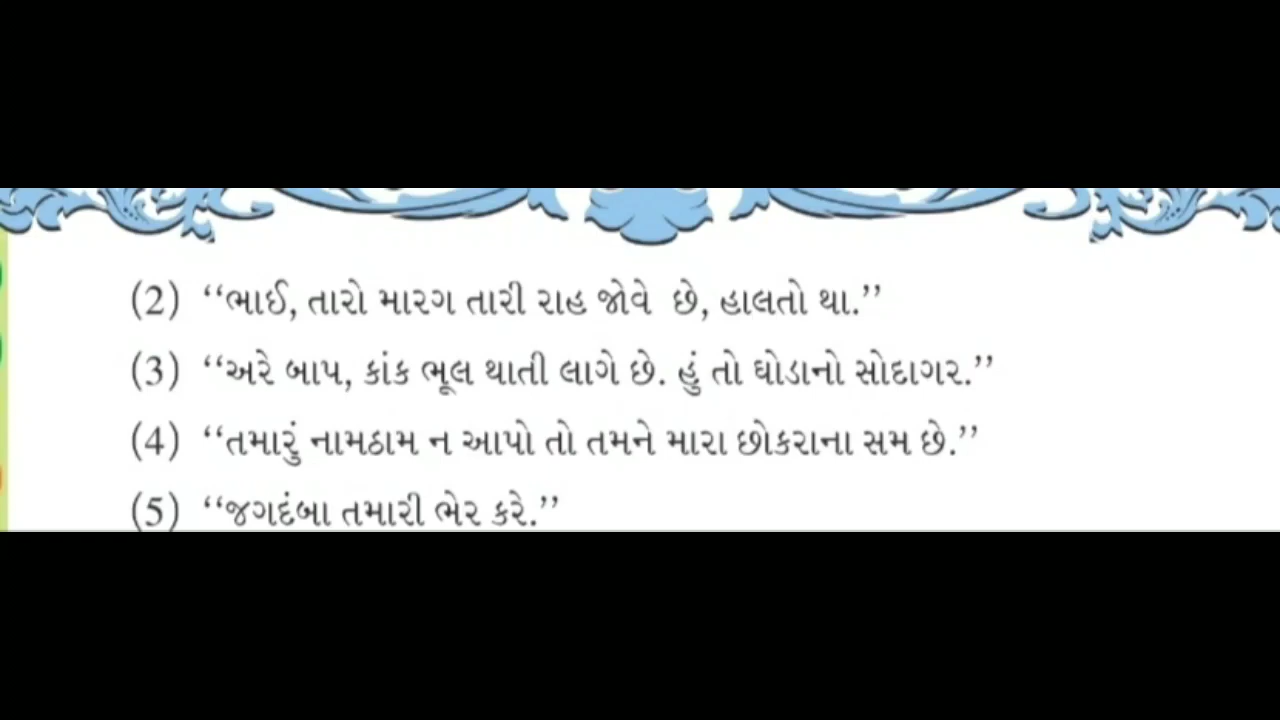 (2) ‘‘ભાઈ, તારો મારગ તારી રાહ જોવે છે, હાલતો થા.’’
(3) ‘‘અરે બાપ, કાંક ભૂલ થાતી લાગે છે. હું તો ઘોડાનો સોદાગર.’’
(4) ‘‘તમારું નામઠામ ન આપો તો તમને મારા છોકરાના સમ છે.’’
(5) ‘‘જગદંબા તમારી ભેર કરે.’’